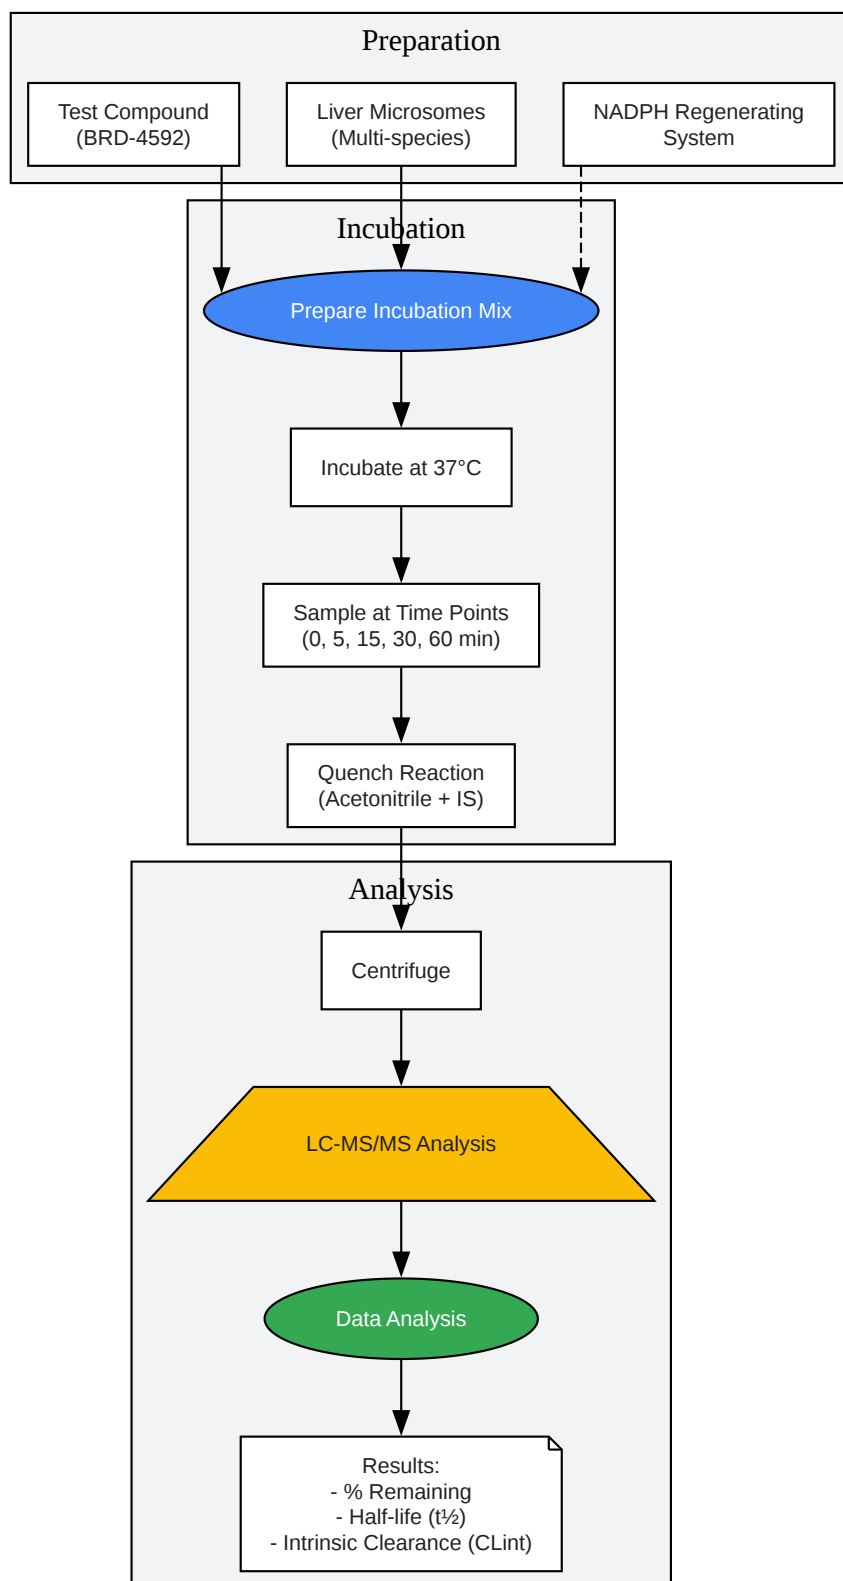 Preparation
Test Compound
(BRD-4592)
Liver Microsomes
(Multi-species)
NADPH Regenerating
System
Incubation
Prepare Incubation Mix
Incubate at 37°C
Sample at Time Points
(0, 5, 15, 30, 60 min)
Quench Reaction
(Acetonitrile + IS)
Analysis
Centrifuge
LC-MS/MS Analysis
Data Analysis
Results:
- % Remaining
- Half-life (t½)
- Intrinsic Clearance (CLint)